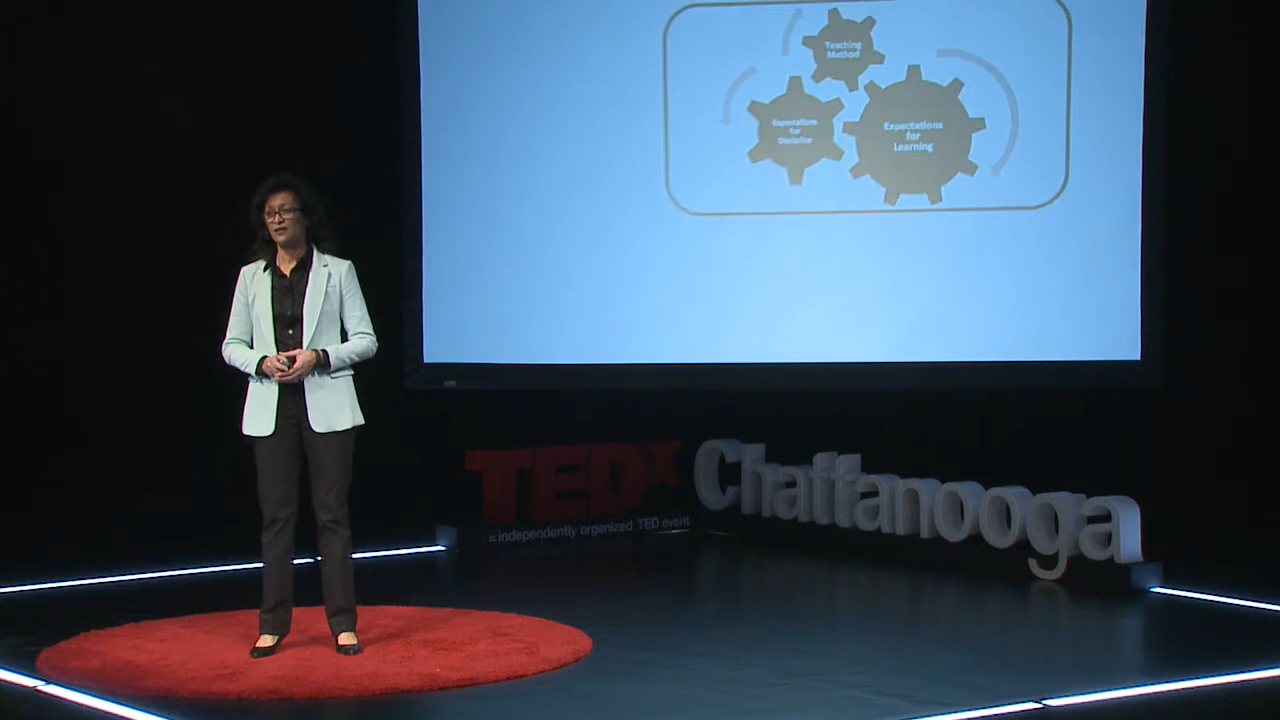 Teaching
Method
Expectations
for
Discipline
Expectations
for
Learning
TEDx Chattanooga
= independently organized TED event